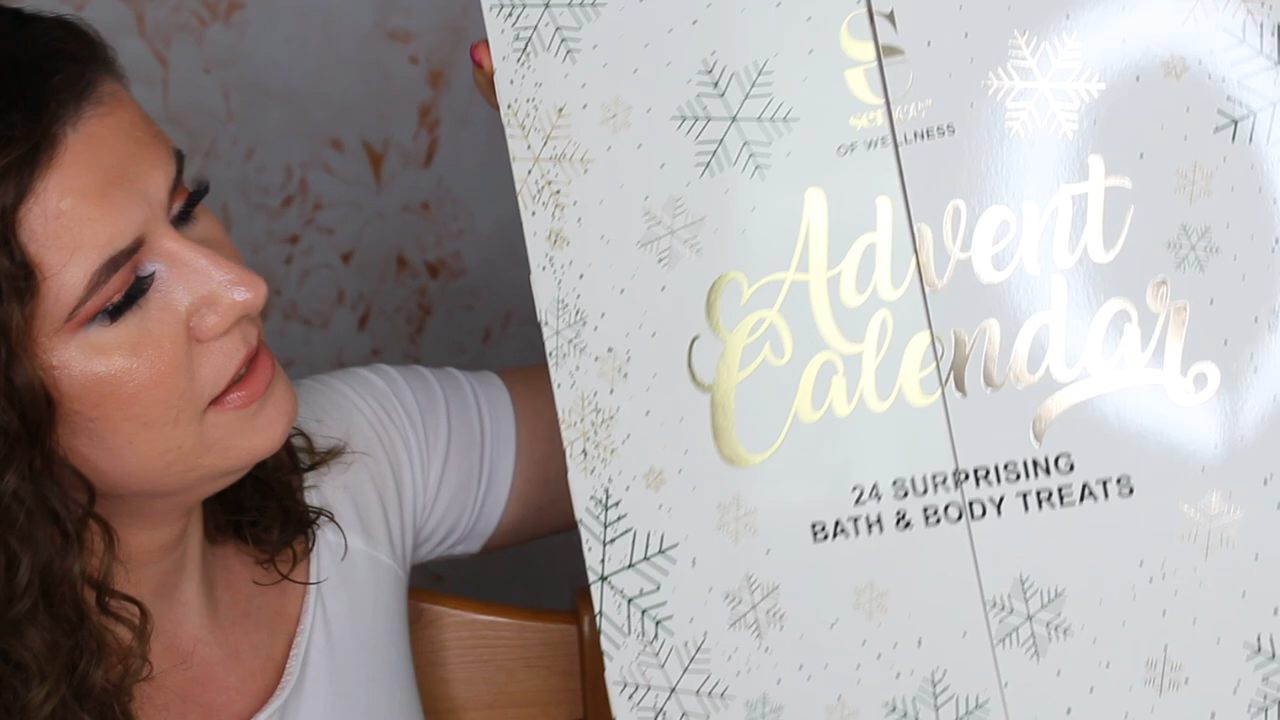 OF WELLNESS
Advent
Calendar
24 SURPRISING
BATH & BODY TREATS